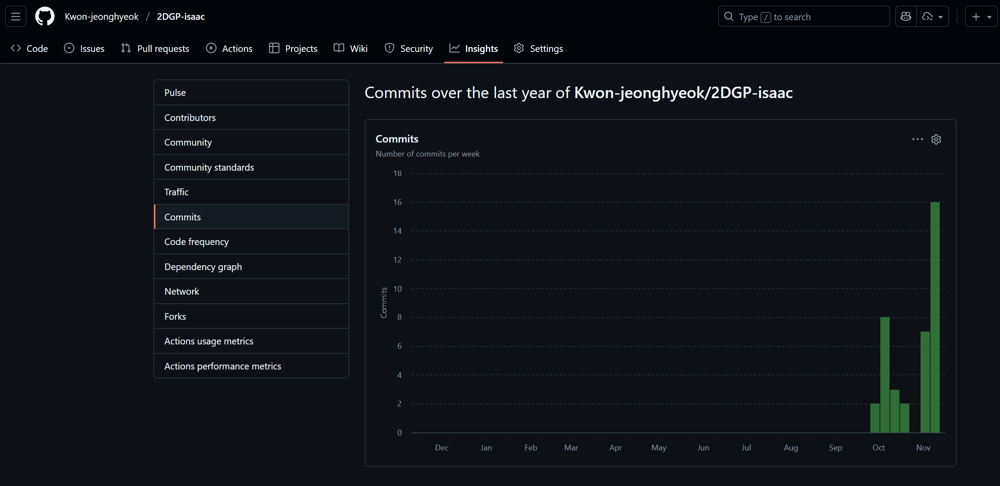 Kwon-jeonghyeok / 2DGP-isaac
Type / to search
Code Issues Pull requests Actions Projects Wiki Security Insights Settings
Pulse
Contributors
Community
Community standards
Traffic
Commits
Code frequency
Dependency graph
Network
Forks
Actions usage metrics
Actions performance metrics
Commits over the last year of Kwon-jeonghyeok/2DGP-isaac
Commits
Number of commits per week
18
16
14
12
10
8
6
4
2
0
Commits
Dec Jan Feb Mar Apr May Jun Jul Aug Sep Oct Nov